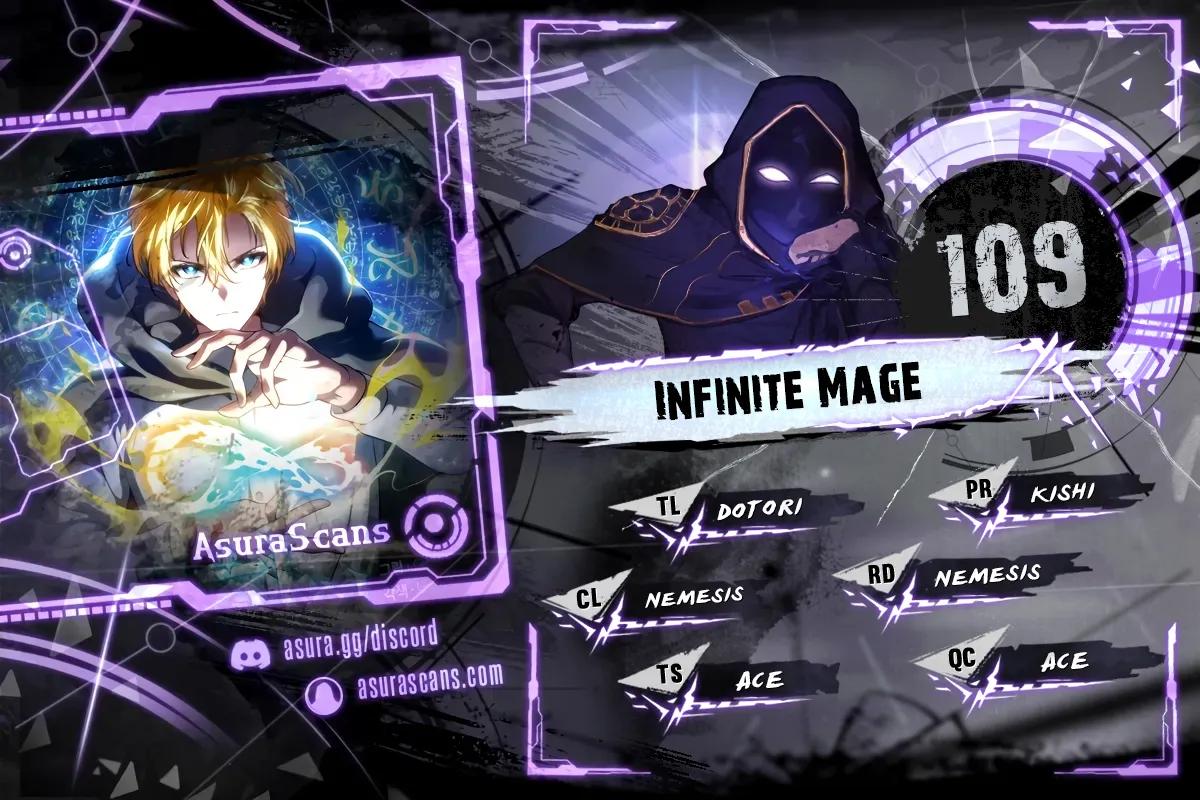 109
INFINITE MAGE
TL DOTORI
PR KISHI
CL NEMESIS
RD NEMESIS
TS ACE
QC ACE
AsuraScans
asura.gg/discord
asurascans.com